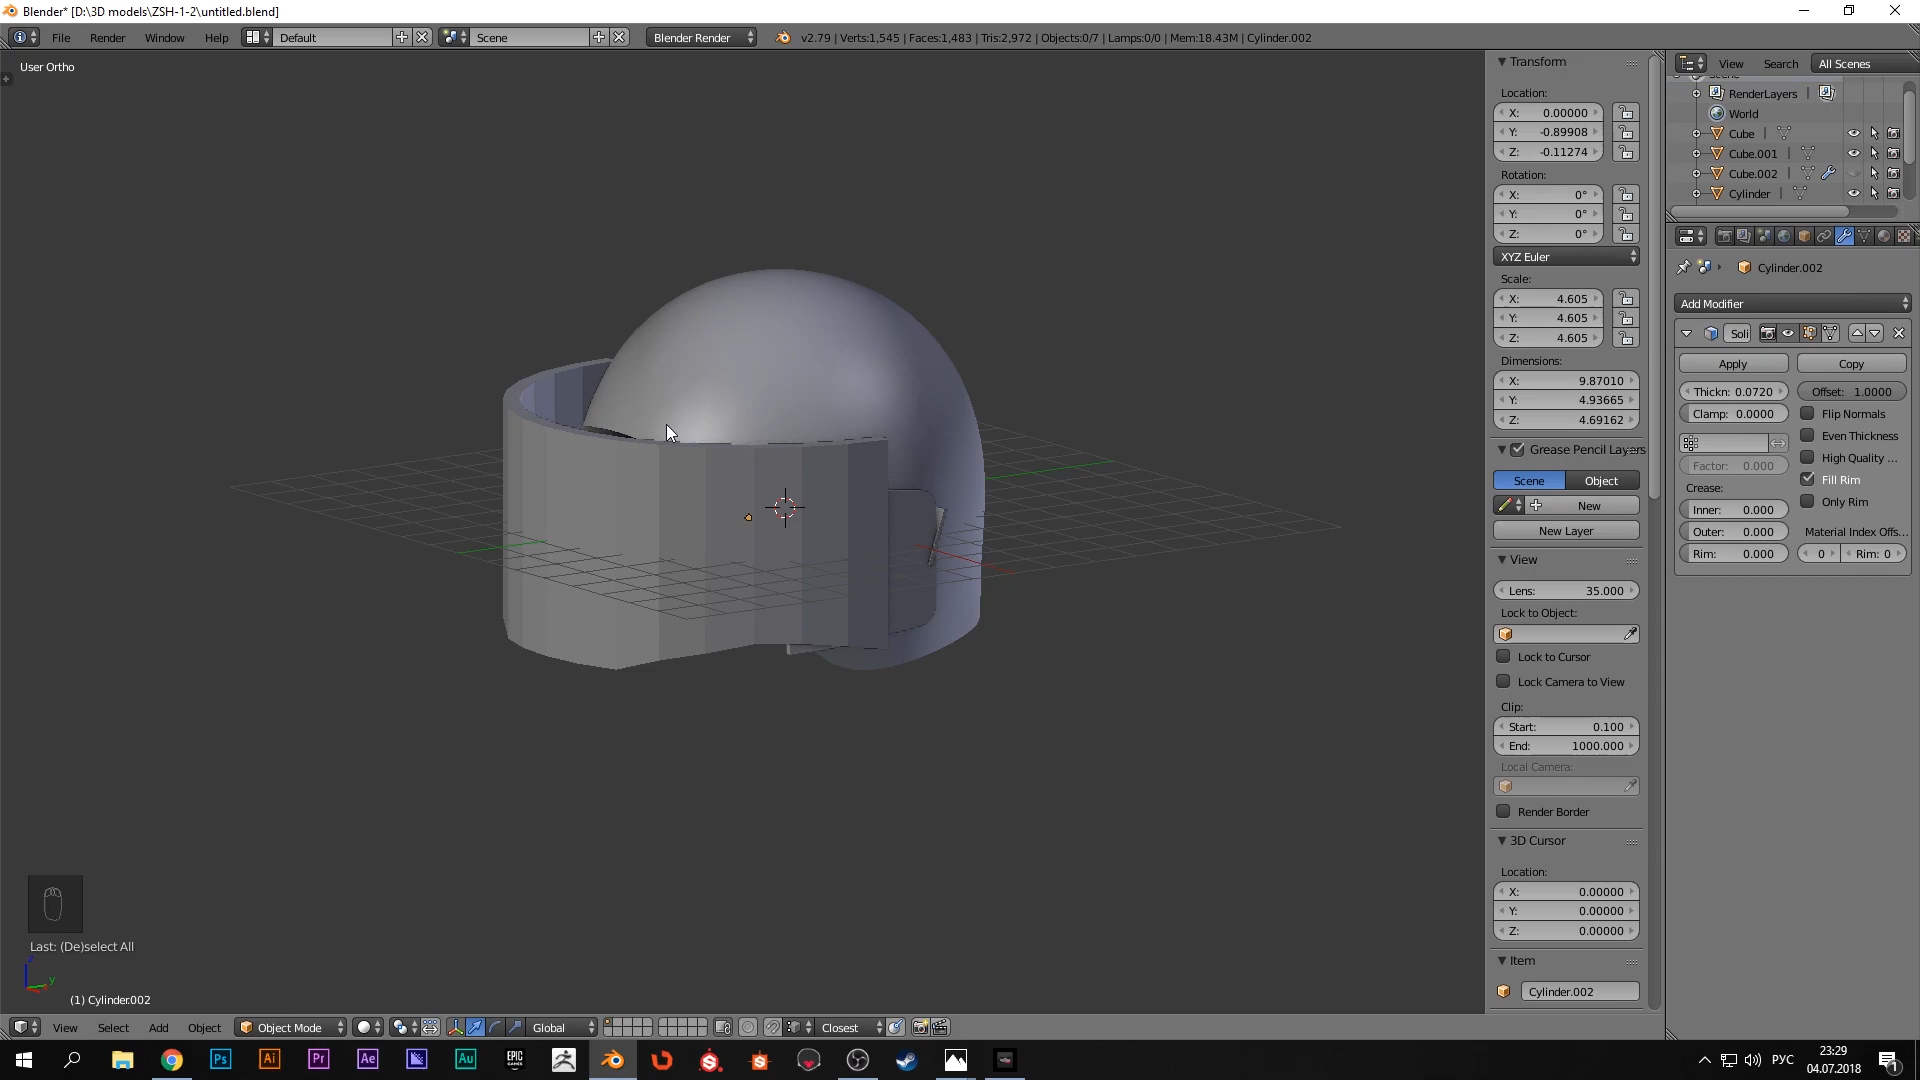 Blender* [D:\3D models\ZSH-1-2\untitled.blend]
File Render Window Help Default Scene Blender Render v2.79 | Verts:1,545 | Faces:1,483 | Tris:2,972 | Objects:0/7 | Lamps:0/0 | Mem:18.43M | Cylinder.002
User Ortho
Transform
Location:
X: 0.00000
Y: -0.89908
Z: -0.11274
Rotation:
X: 0°
Y: 0°
Z: 0°
XYZ Euler
Scale:
X: 4.605
Y: 4.605
Z: 4.605
Dimensions:
X: 9.87010
Y: 4.93665
Z: 4.69162
Grease Pencil Layers
Scene Object
New
New Layer
View
Lens: 35.000
Lock to Object:
Lock to Cursor
Lock Camera to View
Clip:
Start: 0.100
End: 1000.000
Local Camera:
Render Border
3D Cursor
Location:
X: 0.00000
Y: 0.00000
Z: 0.00000
Item
Cylinder.002
View Search All Scenes
RenderLayers |
World
Cube |
Cube.001 |
Cube.002 |
Cylinder |
Cylinder.002
Add Modifier
Soli
Apply Copy
Thickn: 0.0720 Offset: 1.0000
Clamp: 0.0000 Flip Normals
Even Thickness
High Quality ...
Factor: 0.000
Fill Rim
Crease:
Only Rim
Inner: 0.000
Outer: 0.000 Material Index Offs...
Rim: 0.000 0 Rim: 0
Last: (De)select All
z
y
(1) Cylinder.002
View Select Add Object Object Mode Global Closest
Ps Ai Pr Ae Au EPIC GAMES
РУС
23:29
04.07.2018
1